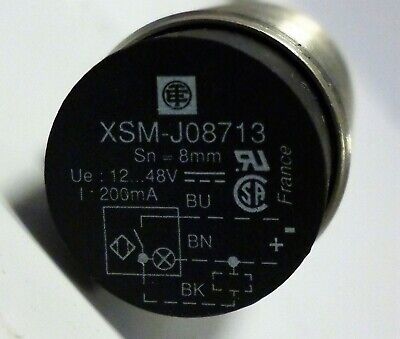 XSM-J08713
Sn = 8mm
Ue : 12...48V
I : 200mA
France
BU
BN
+ -
BK